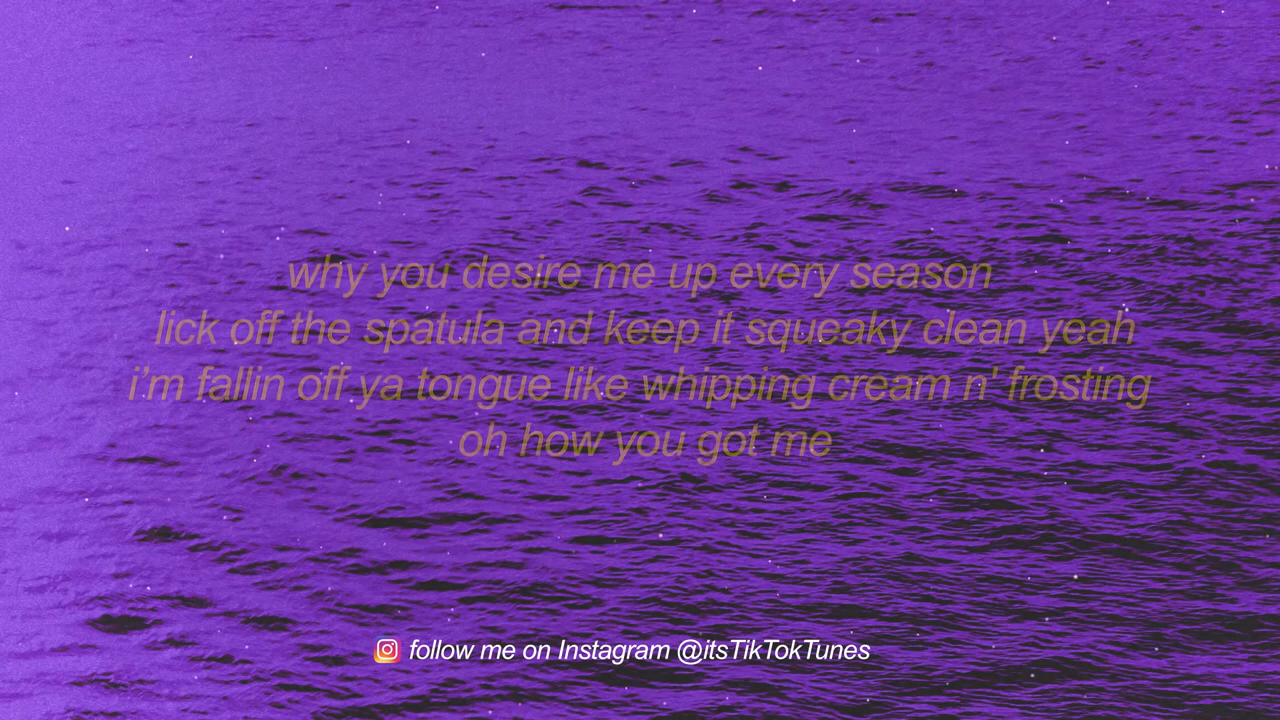 why you desire me up every season
lick off the spatula and keep it squeaky clean yeah
i'm fallin off ya tongue like whipping cream n' frosting
oh how you got me
follow me on Instagram @itsTikTokTunes